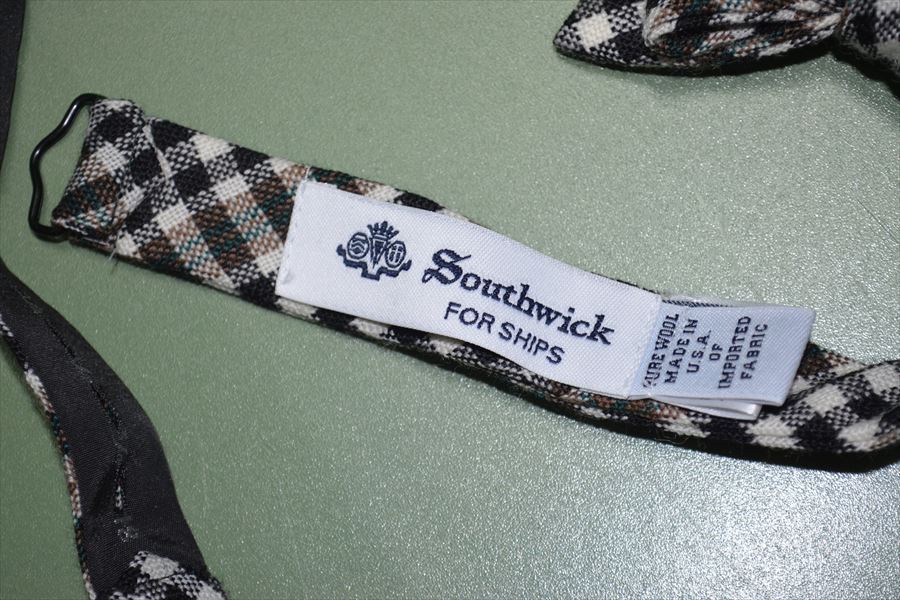 Southwick
FOR SHIPS
PURE WOOL
MADE IN
U.S.A.
OF
IMPORTED
FABRIC